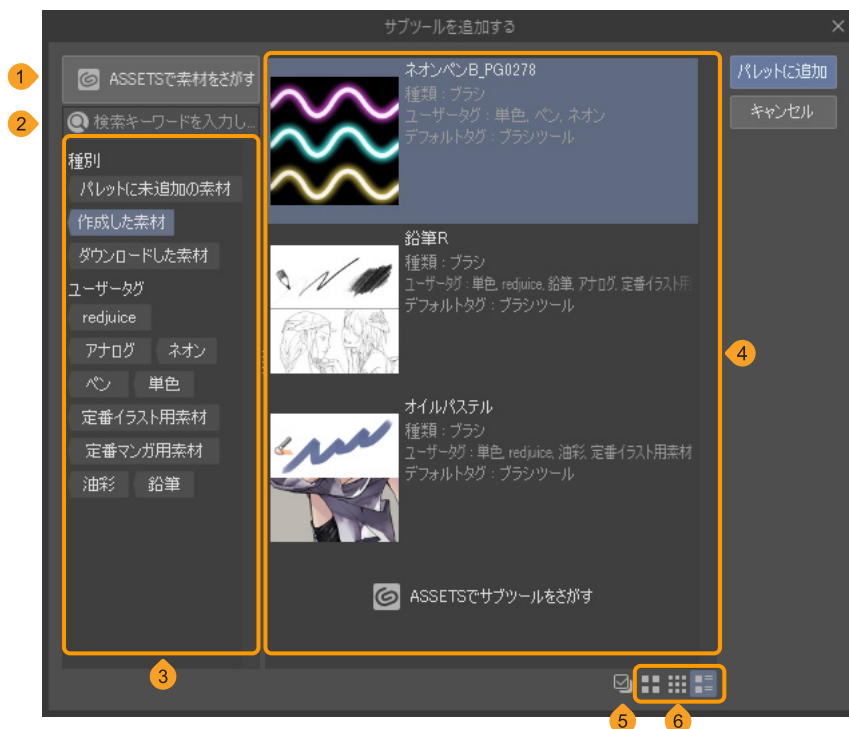 サブツールを追加する
1
ASSETSで素材をさがす
2
検索キーワードを入力し...
種別
パレットに未追加の素材
作成した素材
ダウンロードした素材
ユーザータグ
redjuice
アナログ ネオン
ペン 単色
定番イラスト用素材
定番マンガ用素材
油彩 鉛筆
3
ネオンペンB_PG0278
種類：ブラシ
ユーザータグ：単色, ペン, ネオン
デフォルトタグ：ブラシツール
鉛筆R
種類：ブラシ
ユーザータグ：単色, redjuice, 鉛筆, アナログ, 定番イラスト用
デフォルトタグ：ブラシツール
オイルパステル
種類：ブラシ
ユーザータグ：単色, redjuice, 油彩, 定番イラスト用素材
デフォルトタグ：ブラシツール
ASSETSでサブツールをさがす
4
パレットに追加
キャンセル
5
6